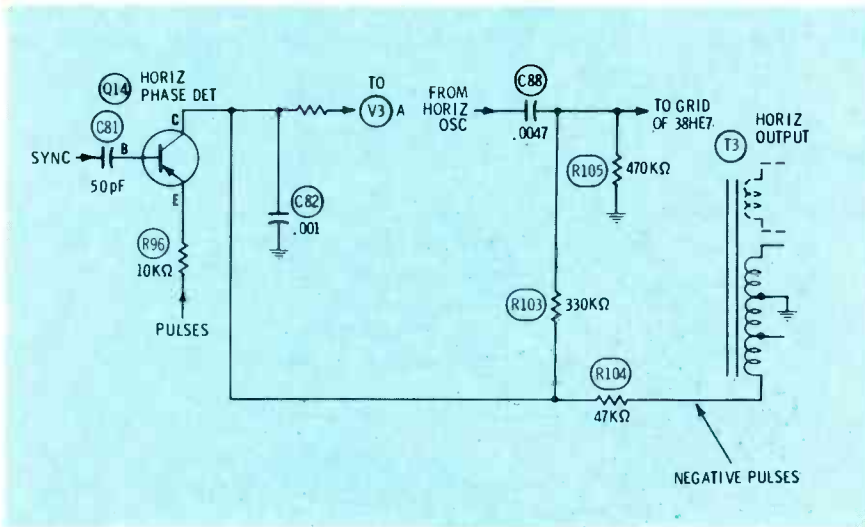 Q14
HORIZ
PHASE DET
C81
SYNC
50pF
B
C
E
R96
10KΩ
PULSES
C82
.001
TO
V3 A
FROM
HORIZ
OSC
C88
.0047
TO GRID
OF 38HE7
R105
470KΩ
HORIZ
OUTPUT
T3
R103
330KΩ
R104
47KΩ
NEGATIVE PULSES